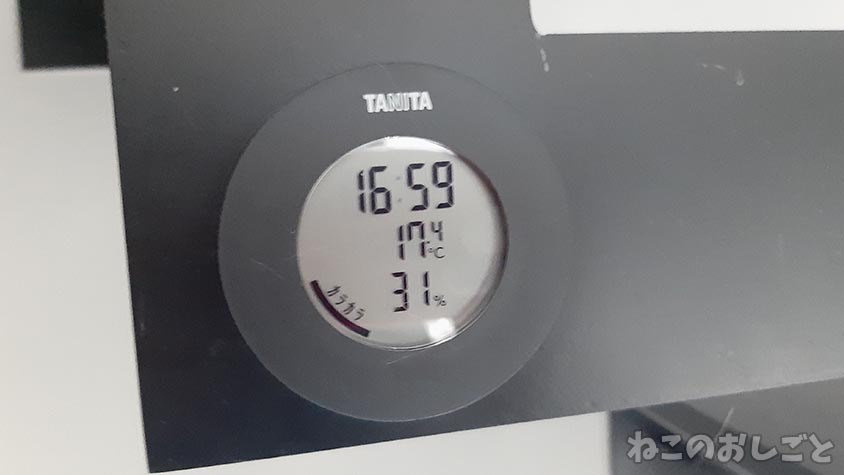 TANITA
16:59
17.4
°C
31%
カラカラ
ねこのおしごと